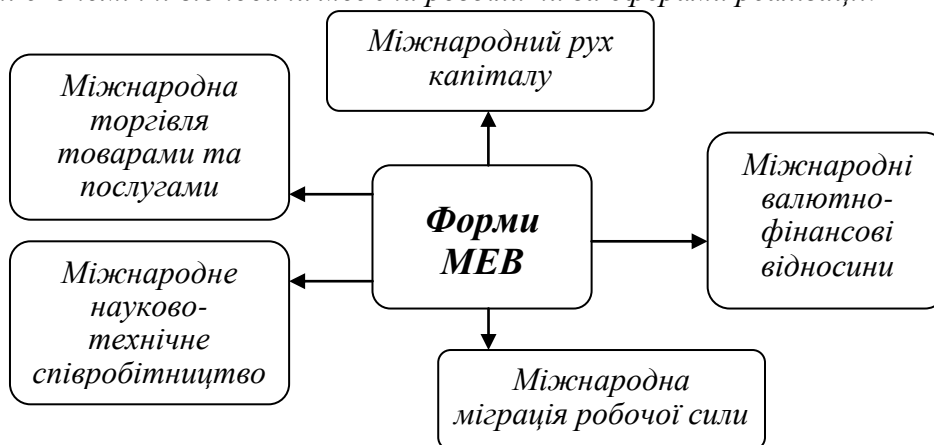 Міжнародний рух
капіталу
Міжнародна
торгівля
товарами та
послугами
Міжнародні
валютно-
фінансові
відносини
Форми
МЕВ
Міжнародне
науково-
технічне
співробітництво
Міжнародна
міграція робочої сили